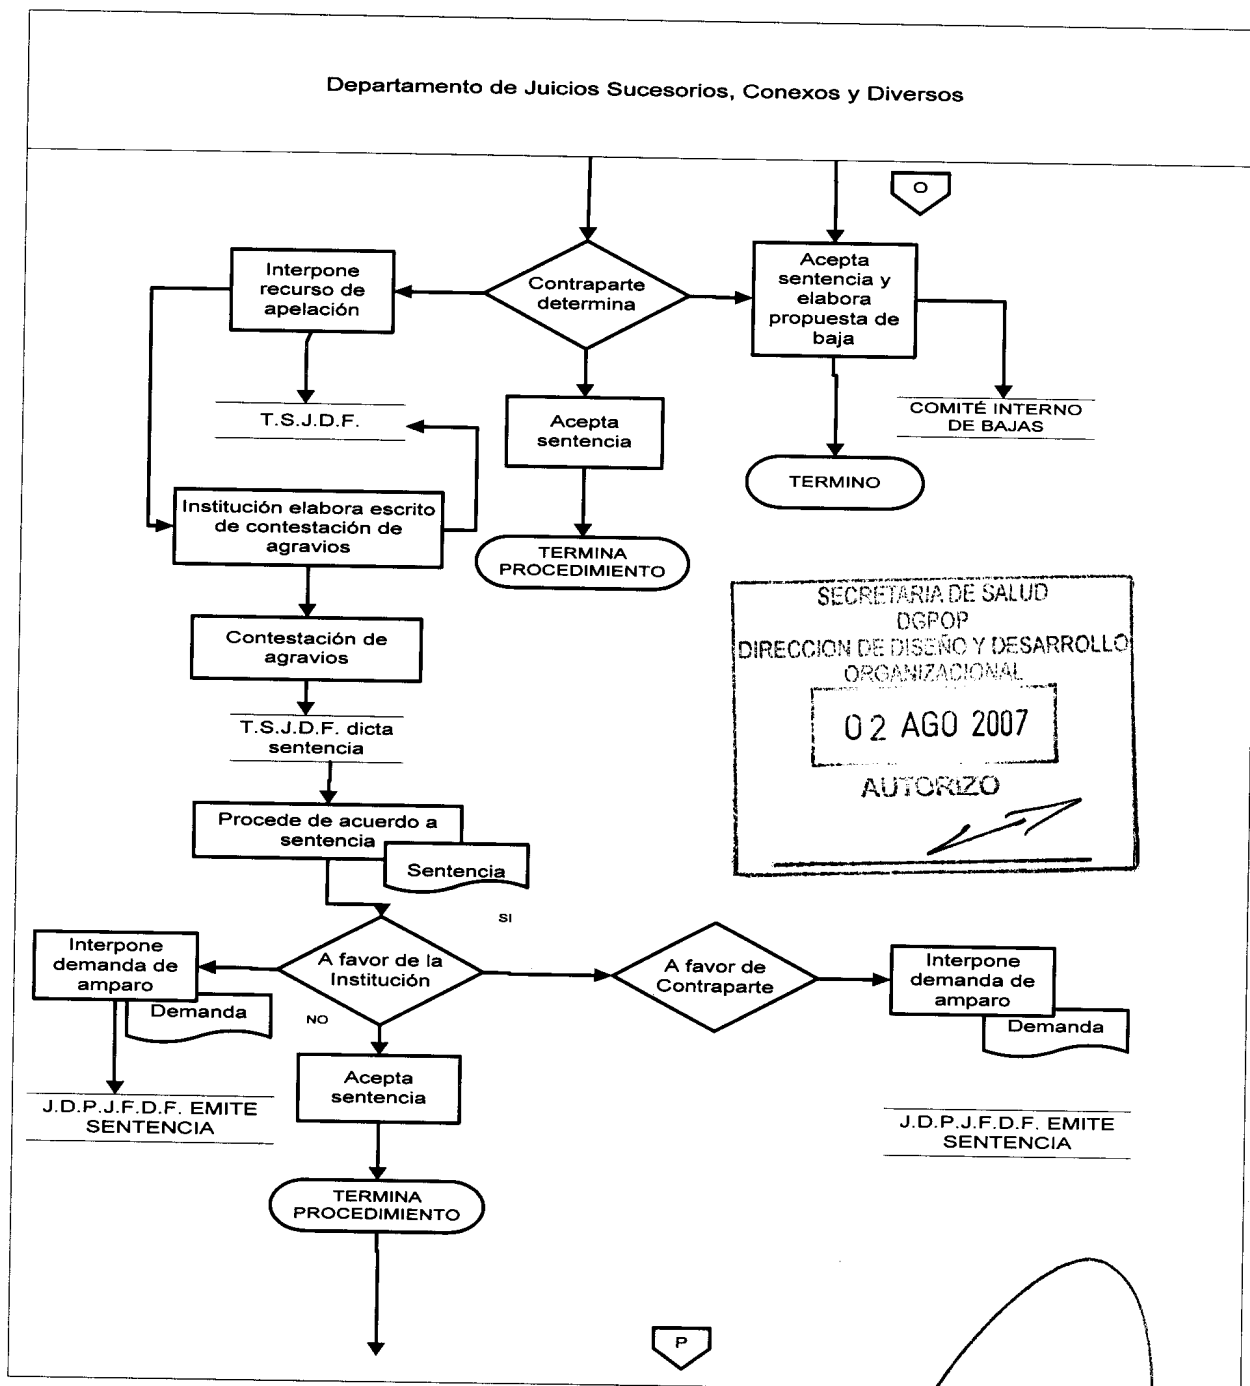 Departamento de Juicios Sucesorios, Conexos y Diversos
O
Interpone
recurso de
apelación
Contraparte
determina
Acepta
sentencia y
elabora
propuesta de
baja
T.S.J.D.F.
Acepta
sentencia
COMITÉ INTERNO
DE BAJAS
TERMINO
Institución elabora escrito
de contestación de
agravios
TERMINA
PROCEDIMIENTO
Contestación de
agravios
SECRETARIA DE SALUD
DGPOP
DIRECCION DE DISEÑO Y DESARROLLO
ORGANIZACIONAL
02 AGO 2007
AUTORIZO
T.S.J.D.F. dicta
sentencia
Procede de acuerdo a
sentencia
Sentencia
SI
Interpone
demanda de
amparo
Demanda
A favor de la
Institución
NO
A favor de
Contraparte
Interpone
demanda de
amparo
Demanda
Acepta
sentencia
J.D.P.J.F.D.F. EMITE
SENTENCIA
J.D.P.J.F.D.F. EMITE
SENTENCIA
TERMINA
PROCEDIMIENTO
P